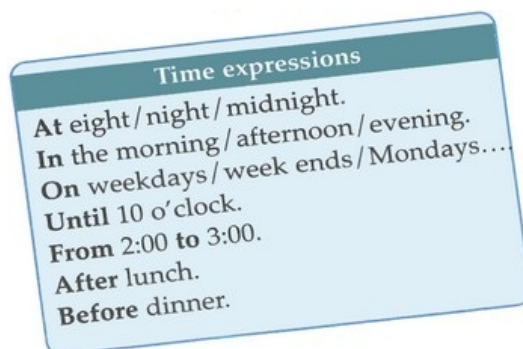 Time expressions
At eight/night/midnight.
In the morning/afternoon/evening.
On weekdays/week ends/Mondays....
Until 10 o'clock.
From 2:00 to 3:00.
After lunch.
Before dinner.